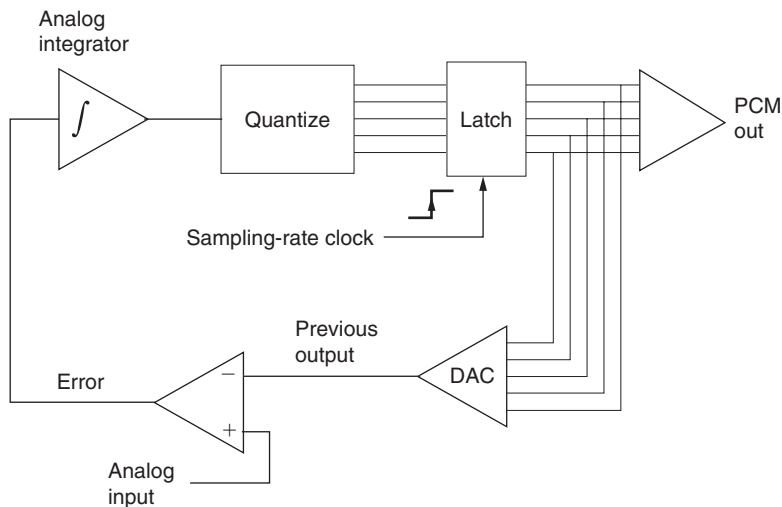 Analog
integrator
∫
Quantize
Latch
PCM
out
Sampling-rate clock
Previous
output
DAC
Error
−
+
Analog
input